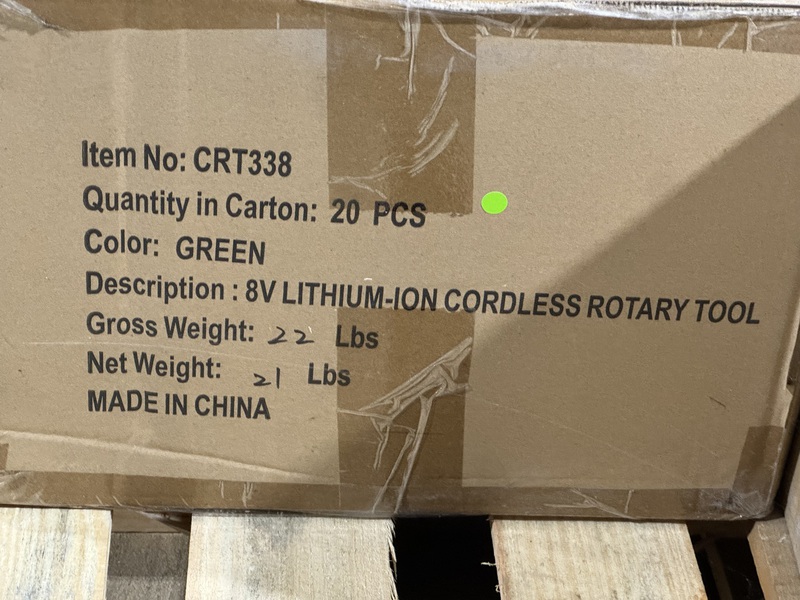 Item No: CRT338
Quantity in Carton: 20 PCS
Color: GREEN
Description : 8V LITHIUM-ION CORDLESS ROTARY TOOL
Gross Weight: 22 Lbs
Net Weight: 21 Lbs
MADE IN CHINA